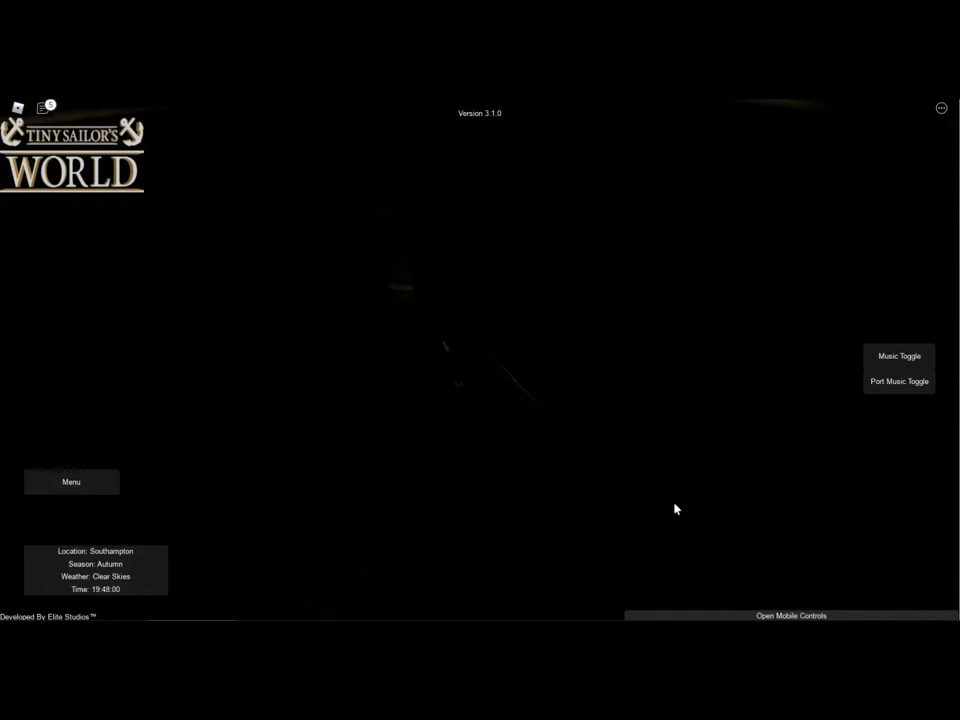 5
Version 3.1.0
TINY SAILOR'S
WORLD
Music Toggle
Port Music Toggle
Menu
Location: Southampton
Season: Autumn
Weather: Clear Skies
Time: 19:48:00
Developed By Elite Studios™
Open Mobile Controls